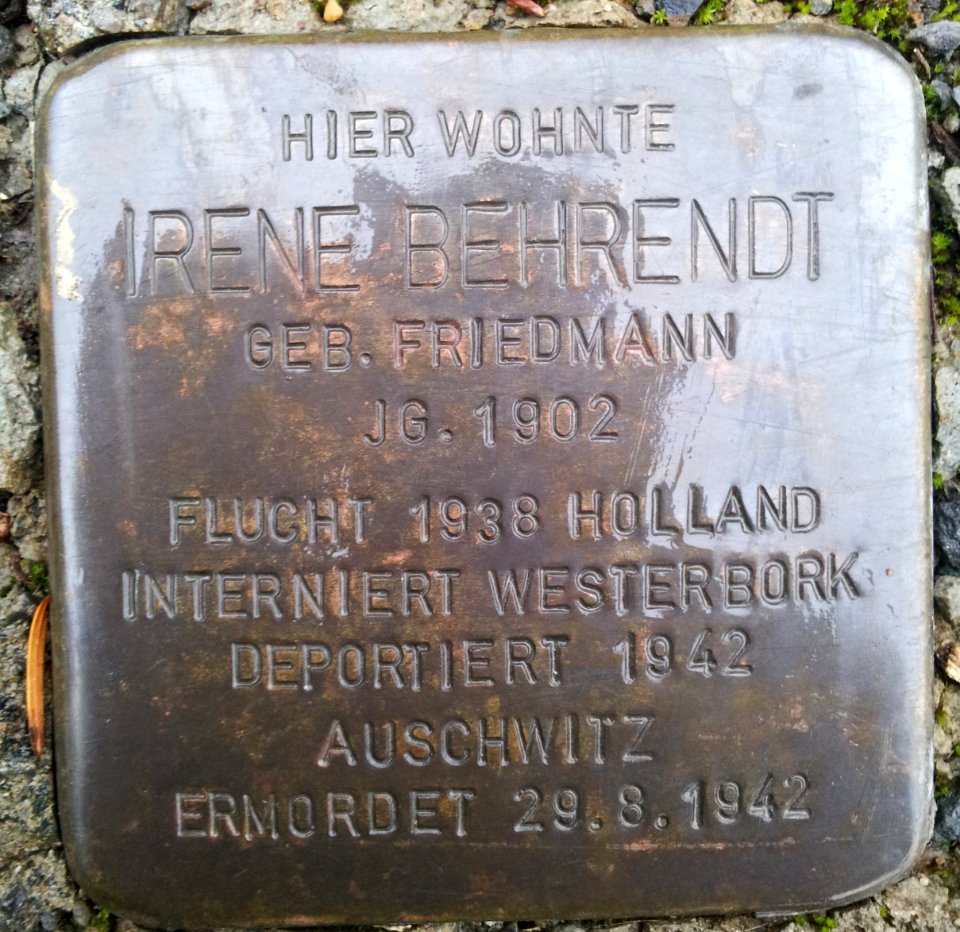 HIER WOHNTE
IRENE BEHRENDT
GEB. FRIEDMANN
JG. 1902
FLUCHT 1938 HOLLAND
INTERNIERT WESTERBORK
DEPORTIERT 1942
AUSCHWITZ
ERMORDET 29.8.1942